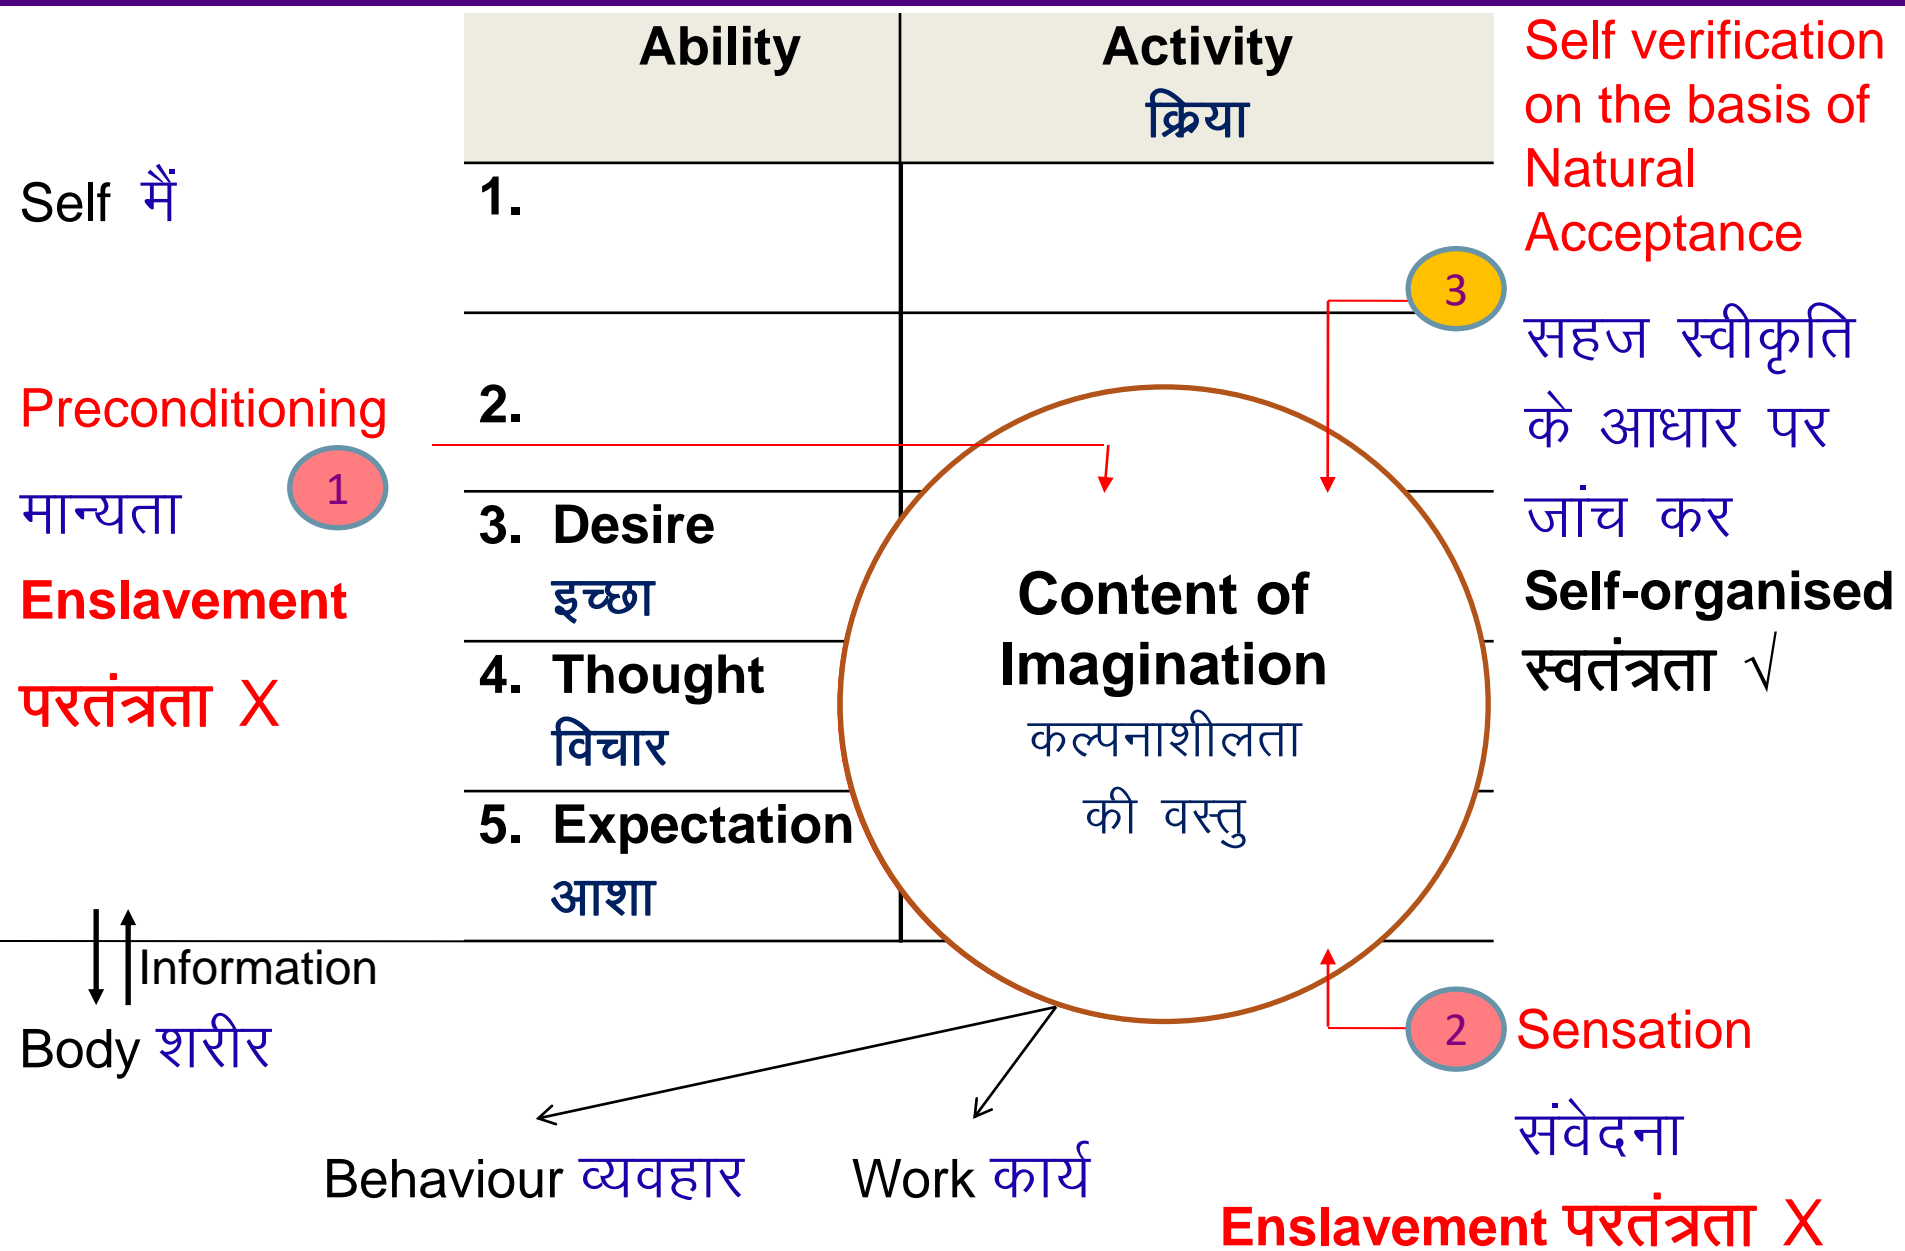 Ability
Activity
क्रिया
Self verification
on the basis of
Natural
Acceptance
सहज स्वीकृति
के आधार पर
जांच कर
Self-organised
स्वतंत्रता √
Self मैं
1.
3
Preconditioning
1
मान्यता
Enslavement
परतंत्रता X
2.
3. Desire
इच्छा
4. Thought
विचार
5. Expectation
आशा
Content of
Imagination
कल्पनाशीलता
की वस्तु
Information
Body शरीर
2 Sensation
संवेदना
Enslavement परतंत्रता X
Behaviour व्यवहार
Work कार्य